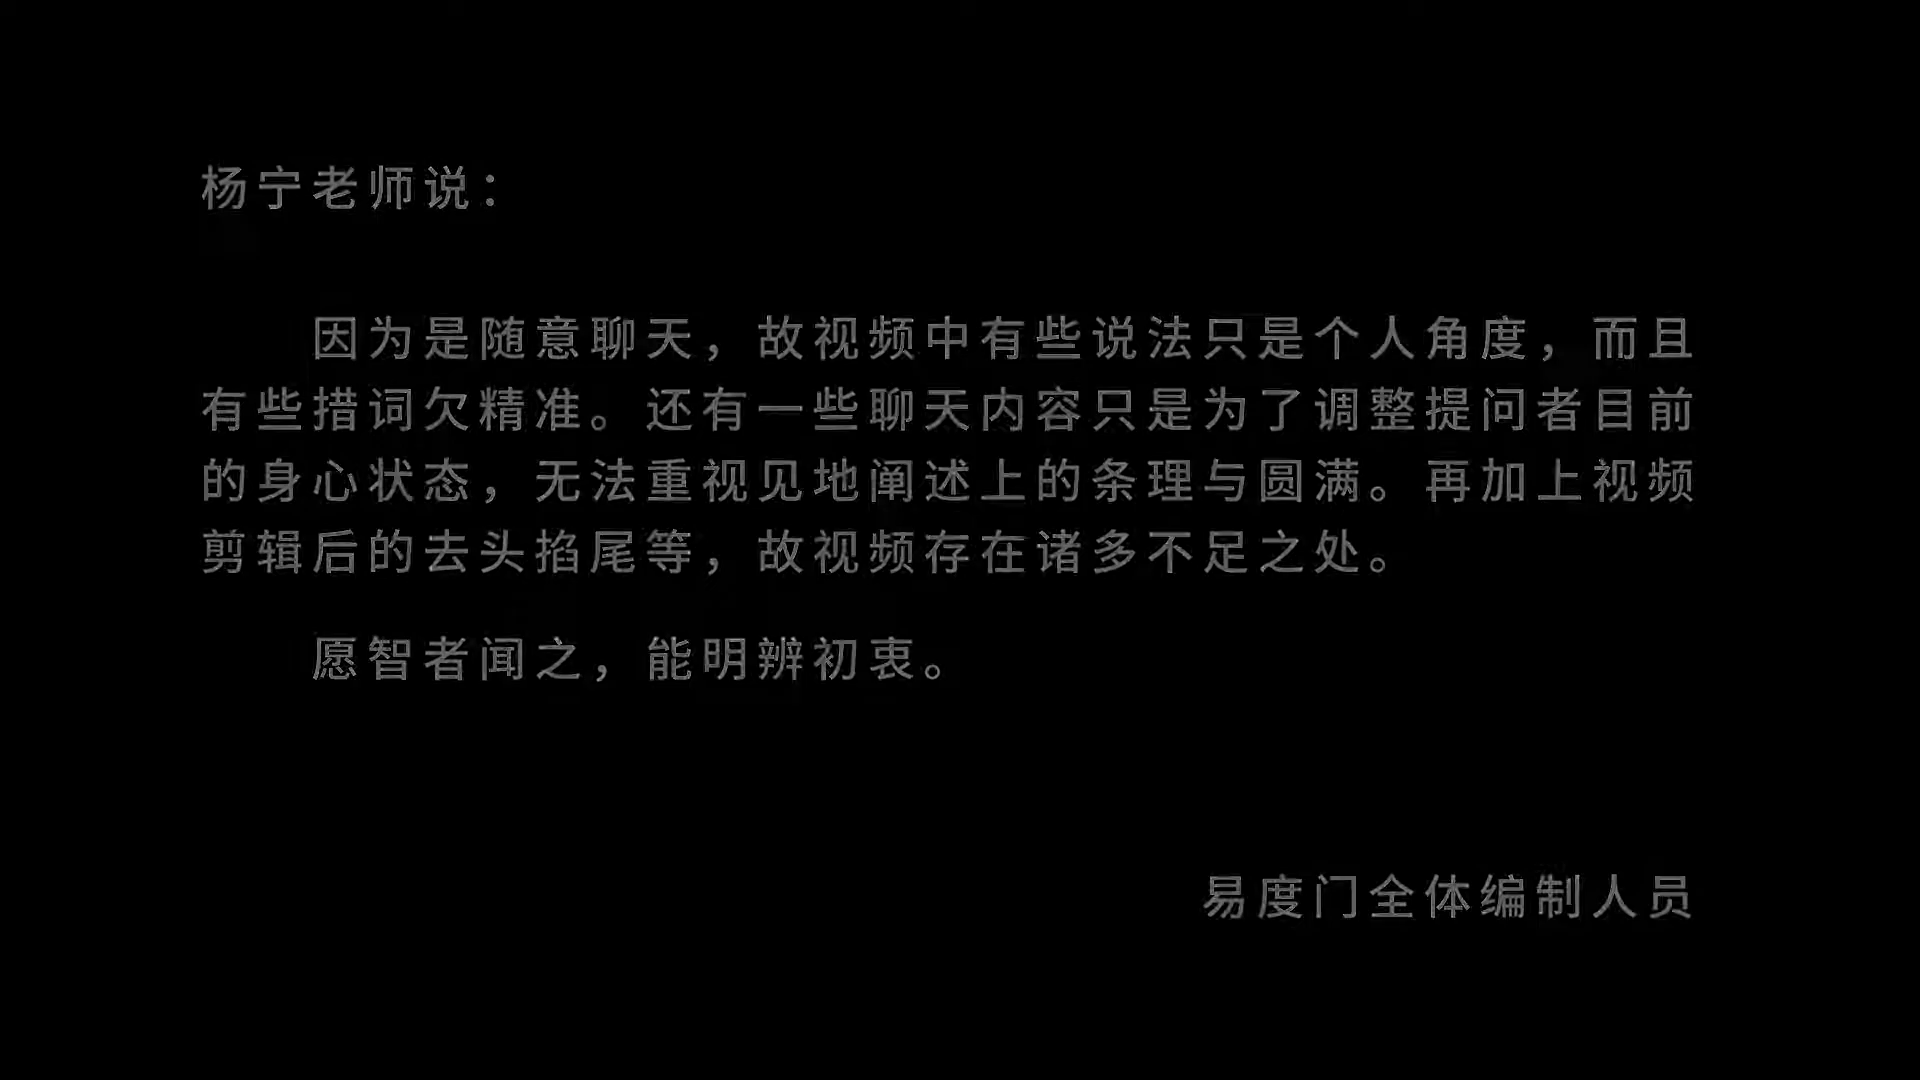 杨宁老师说：
因为是随意聊天，故视频中有些说法只是个人角度，而且
有些措词欠精准。还有一些聊天内容只是为了调整提问者目前
的身心状态，无法重视见地阐述上的条理与圆满。再加上视频
剪辑后的去头掐尾等，故视频存在诸多不足之处。
愿智者闻之，能明辨初衷。
易度门全体编制人员